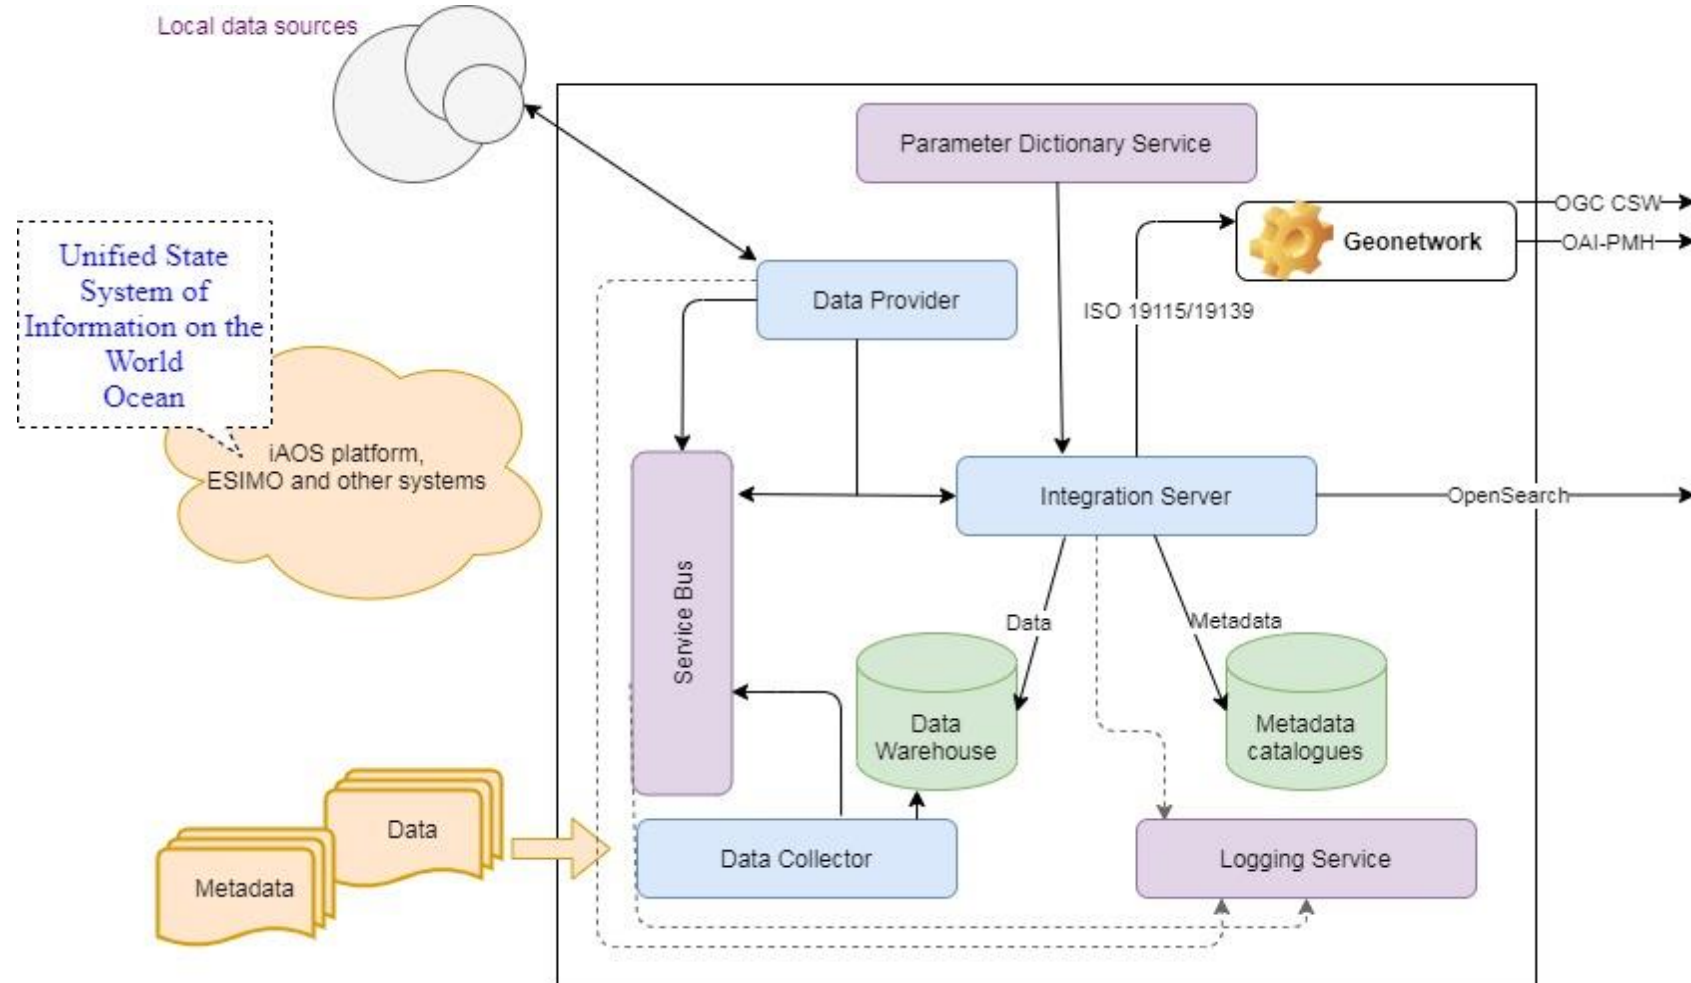 Local data sources
Parameter Dictionary Service
OGC CSW
Geonetwork
OAI-PMH
Unified State
System of
Information on the
World
Ocean
Data Provider
ISO 19115/19139
iAOS platform,
ESIMO and other systems
Integration Server
OpenSearch
Service Bus
Data
Metadata
Data
Warehouse
Metadata
catalogues
Data
Metadata
Data Collector
Logging Service